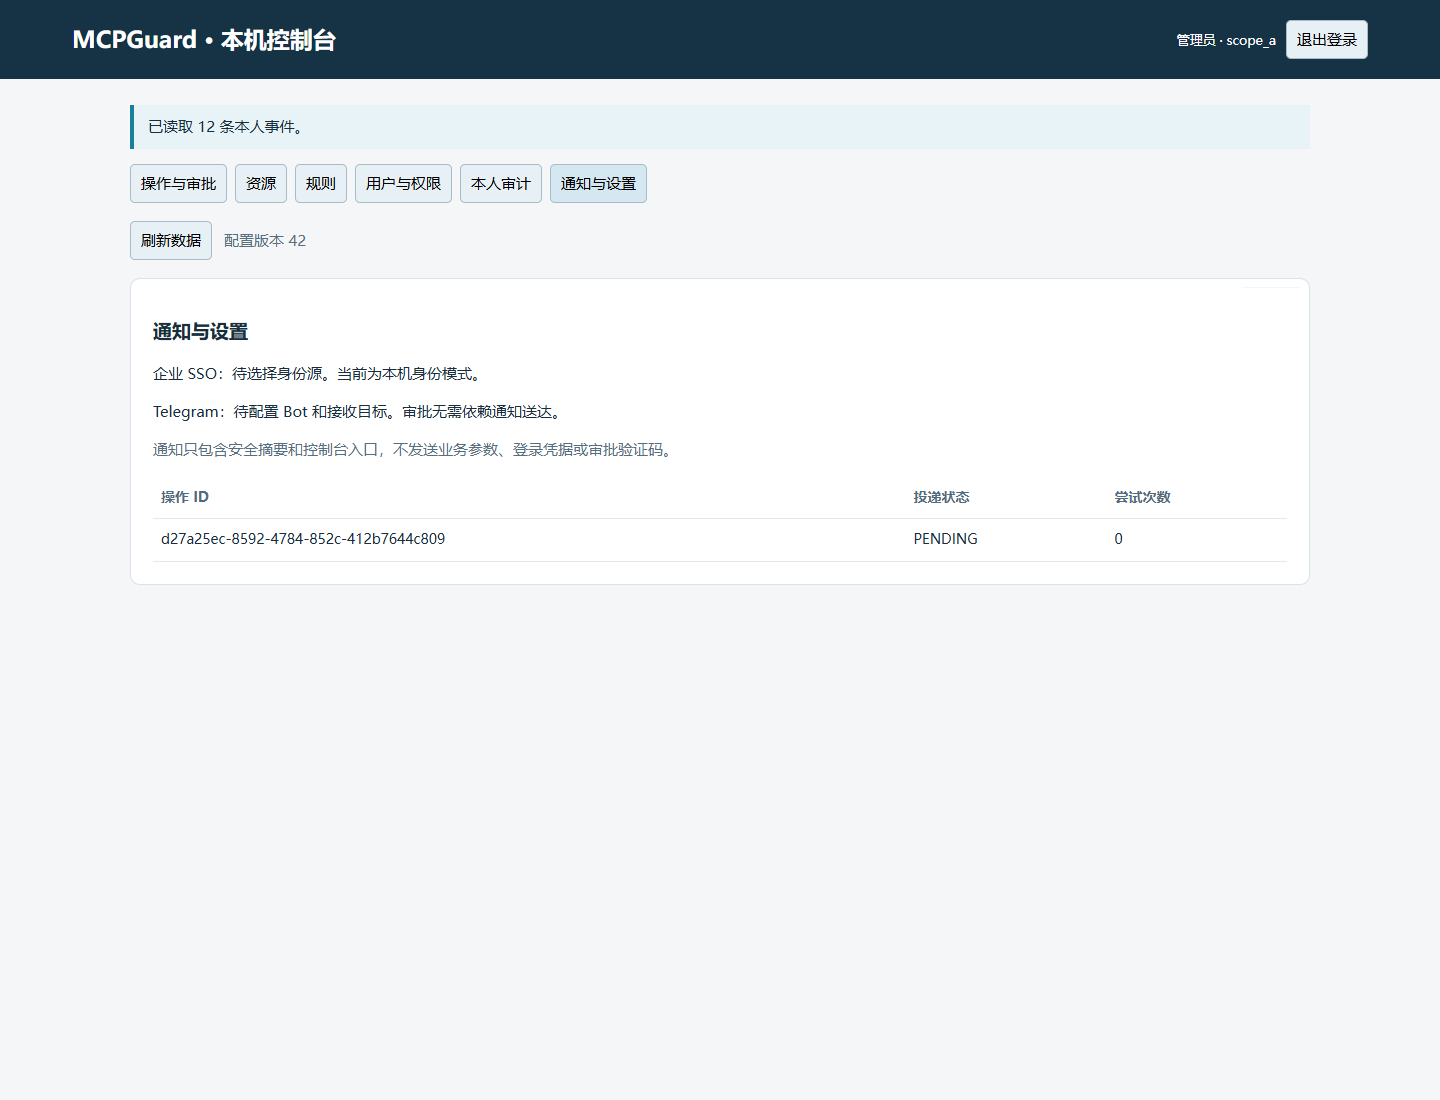 MCPGuard • 本机控制台
管理员 · scope_a
退出登录
已读取 12 条本人事件。
操作与审批
资源
规则
用户与权限
本人审计
通知与设置
刷新数据
配置版本 42
通知与设置
企业 SSO：待选择身份源。当前为本机身份模式。
Telegram：待配置 Bot 和接收目标。审批无需依赖通知送达。
通知只包含安全摘要和控制台入口，不发送业务参数、登录凭据或审批验证码。
操作 ID 投递状态 尝试次数
d27a25ec-8592-4784-852c-412b7644c809 PENDING 0